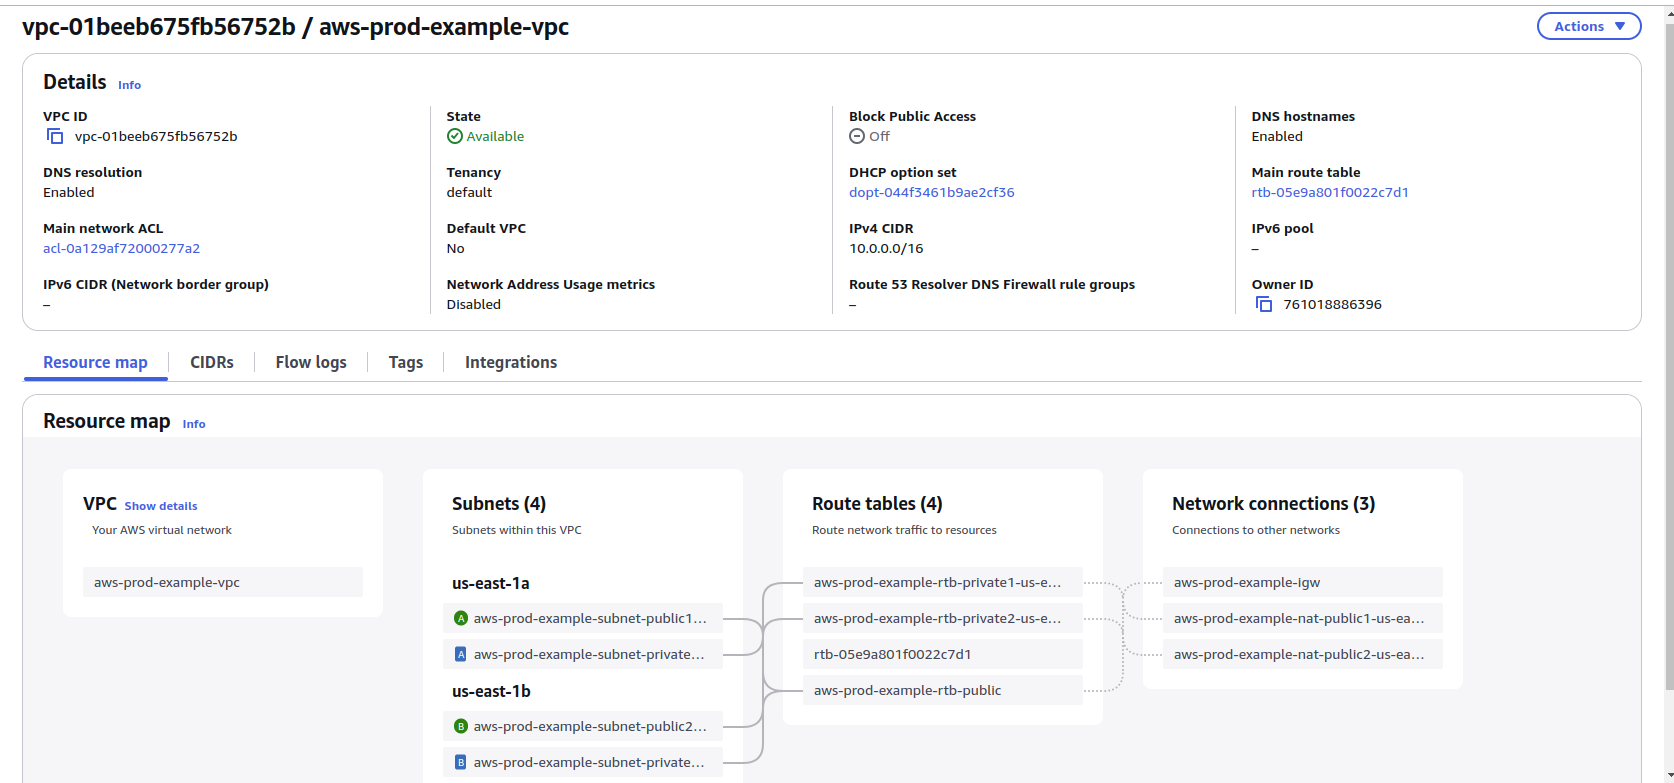 vpc-01beeb675fb56752b / aws-prod-example-vpc
Actions
Details Info
VPC ID
vpc-01beeb675fb56752b
State
Available
Block Public Access
Off
DNS hostnames
Enabled
DNS resolution
Enabled
Tenancy
default
DHCP option set
dopt-044f3461b9ae2cf36
Main route table
rtb-05e9a801f0022c7d1
Main network ACL
acl-0a129af72000277a2
Default VPC
No
IPv4 CIDR
10.0.0.0/16
IPv6 pool
–
IPv6 CIDR (Network border group)
–
Network Address Usage metrics
Disabled
Route 53 Resolver DNS Firewall rule groups
–
Owner ID
761018886396
Resource map
CIDRs
Flow logs
Tags
Integrations
Resource map Info
VPC Show details
Your AWS virtual network
aws-prod-example-vpc
Subnets (4)
Subnets within this VPC
us-east-1a
A aws-prod-example-subnet-public1...
A aws-prod-example-subnet-private...
us-east-1b
B aws-prod-example-subnet-public2...
B aws-prod-example-subnet-private...
Route tables (4)
Route network traffic to resources
aws-prod-example-rtb-private1-us-e...
aws-prod-example-rtb-private2-us-e...
rtb-05e9a801f0022c7d1
aws-prod-example-rtb-public
Network connections (3)
Connections to other networks
aws-prod-example-igw
aws-prod-example-nat-public1-us-ea...
aws-prod-example-nat-public2-us-ea...